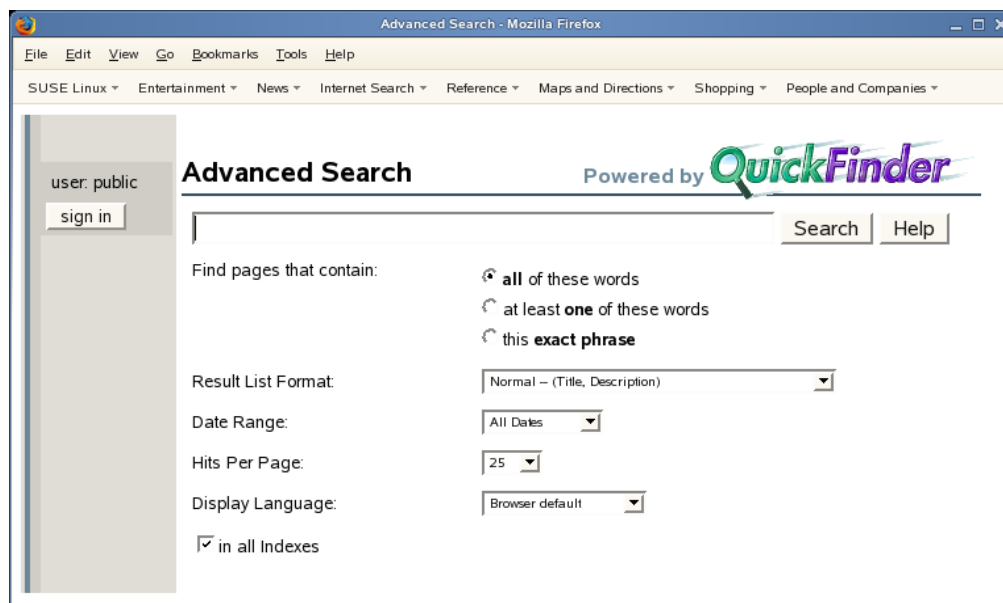 Advanced Search - Mozilla Firefox
File Edit View Go Bookmarks Tools Help
SUSE Linux Entertainment News Internet Search Reference Maps and Directions Shopping People and Companies
user: public
sign in
Advanced Search
Powered by QuickFinder
Search Help
Find pages that contain:
all of these words
at least one of these words
this exact phrase
Result List Format: Normal -- (Title, Description)
Date Range: All Dates
Hits Per Page: 25
Display Language: Browser default
in all Indexes